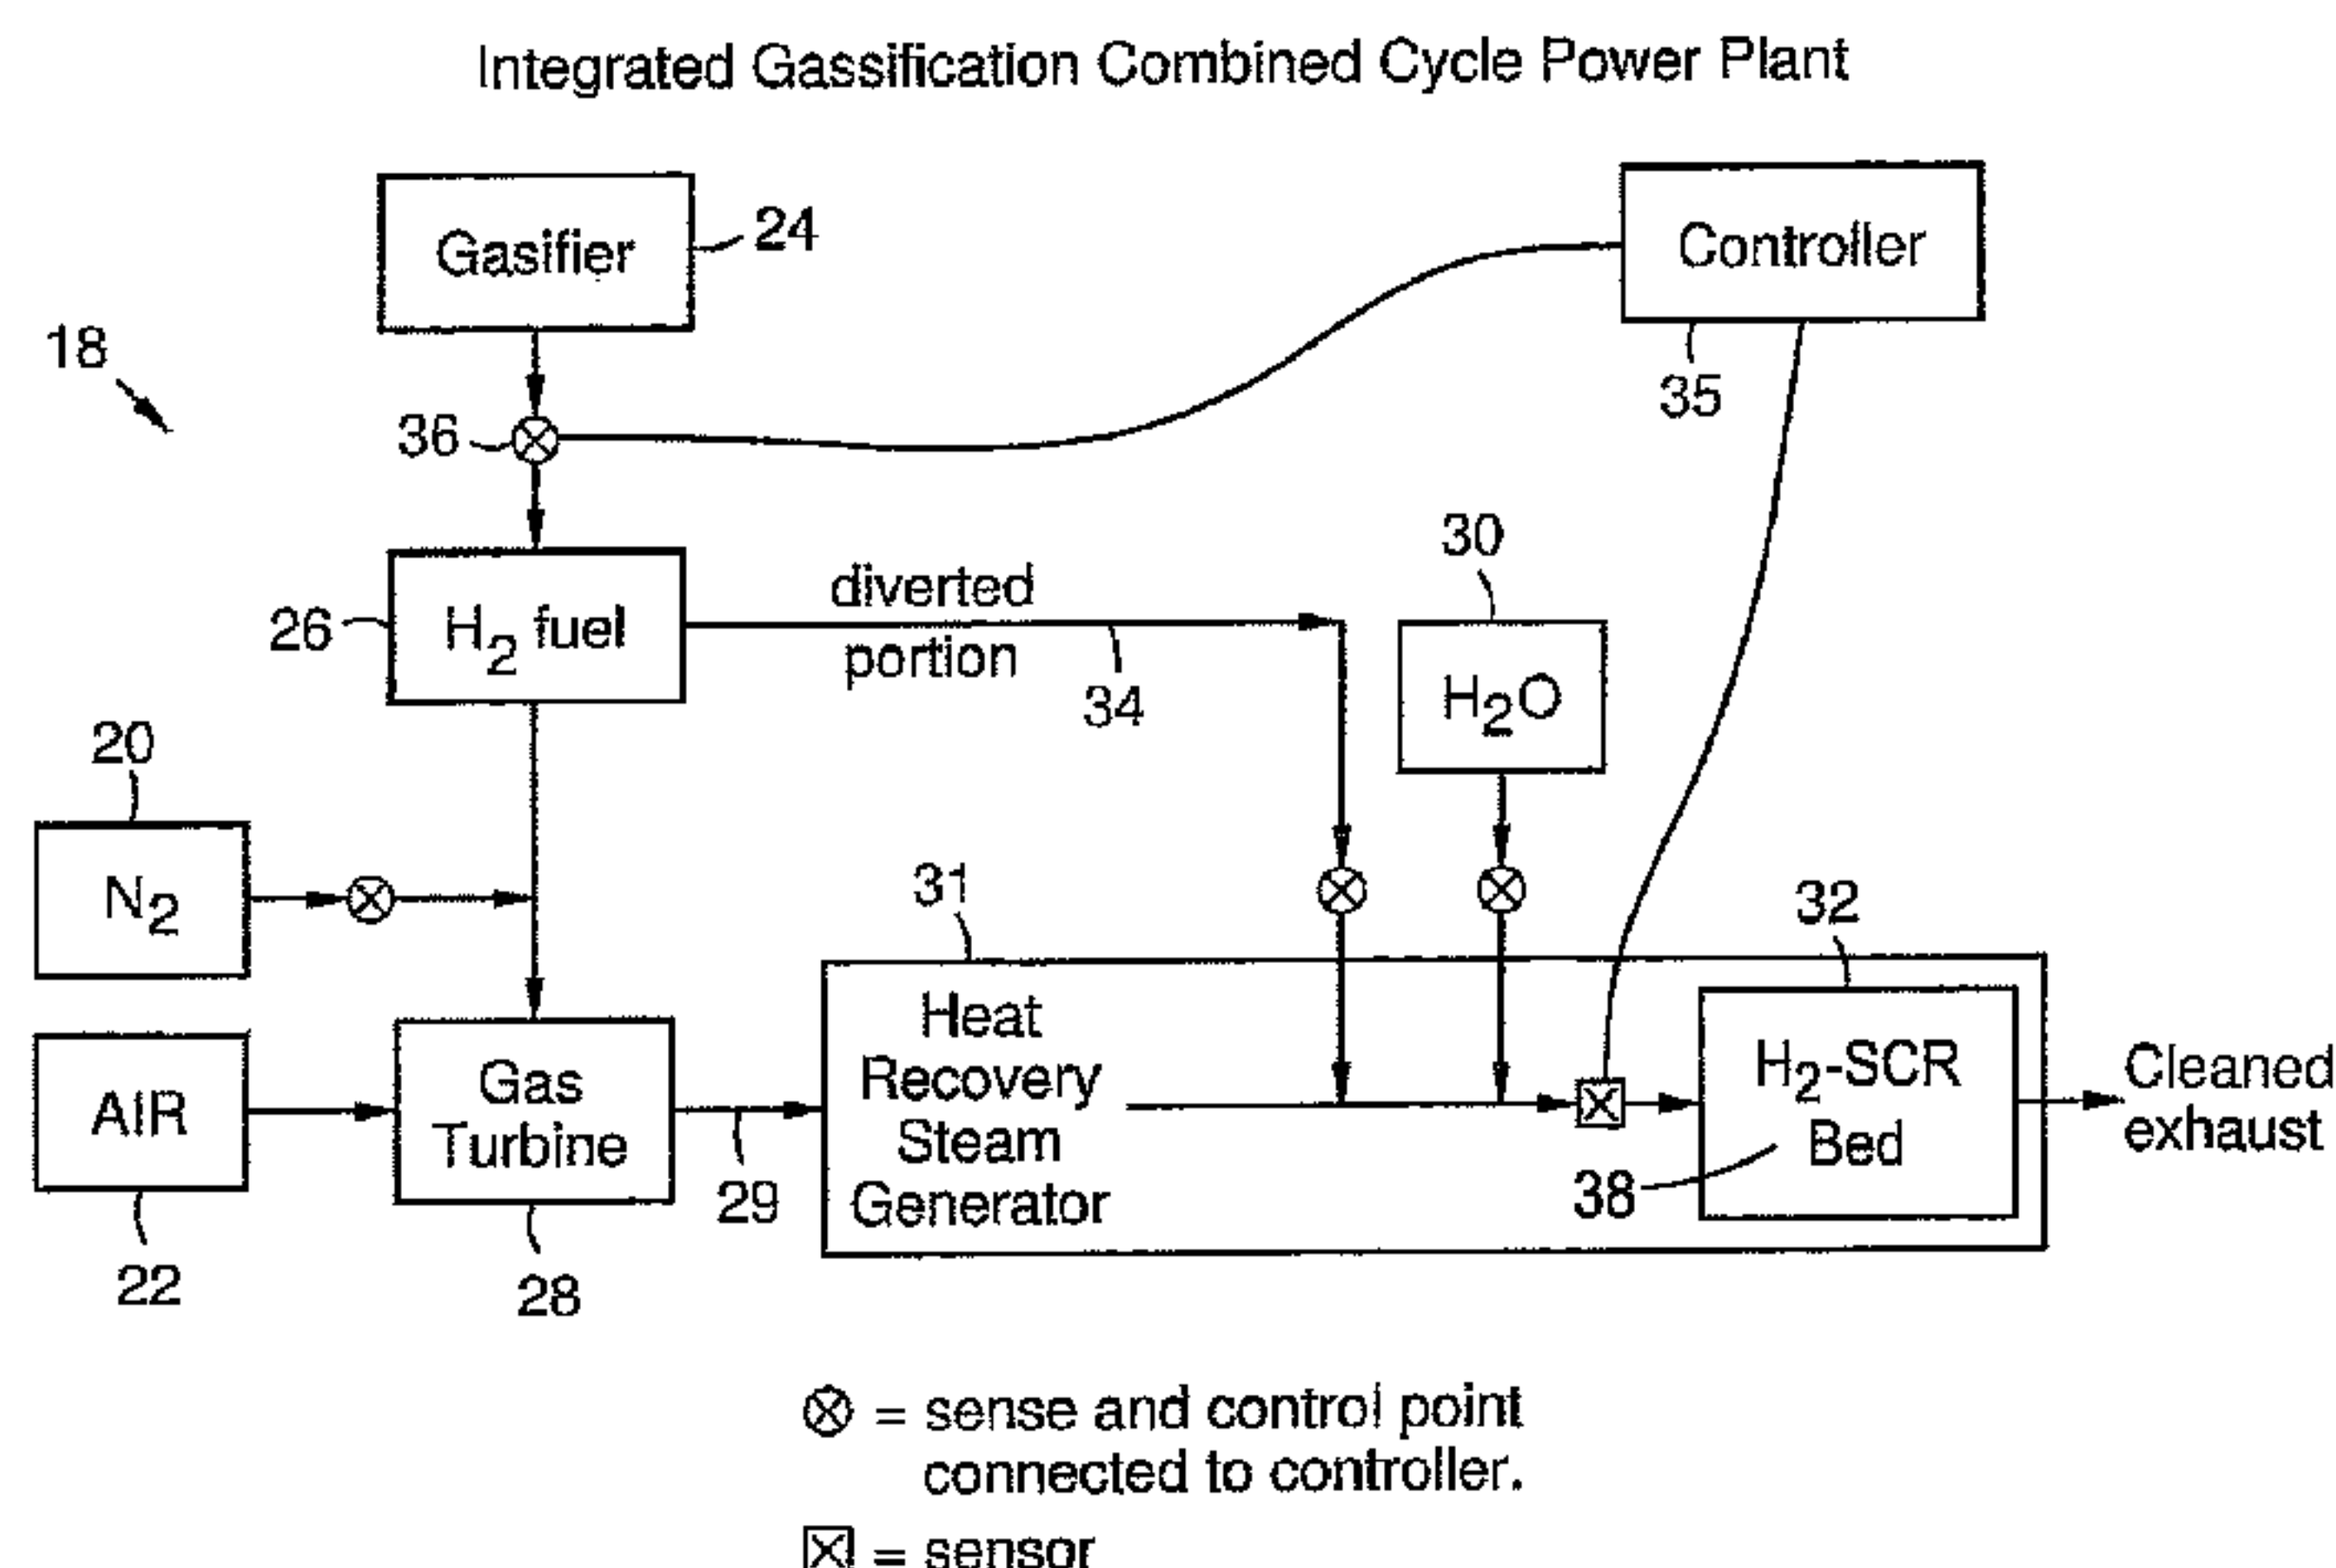 Integrated Gassification Combined Cycle Power Plant
Gasifier
24
Controller
35
18
36
H2 fuel
26
diverted
portion
34
30
H2O
20
N2
31
32
AIR
22
Gas
Turbine
28
29
Heat
Recovery
Steam
Generator
H2-SCR
Bed
38
Cleaned
exhaust
= sense and control point
connected to controller.
= sensor